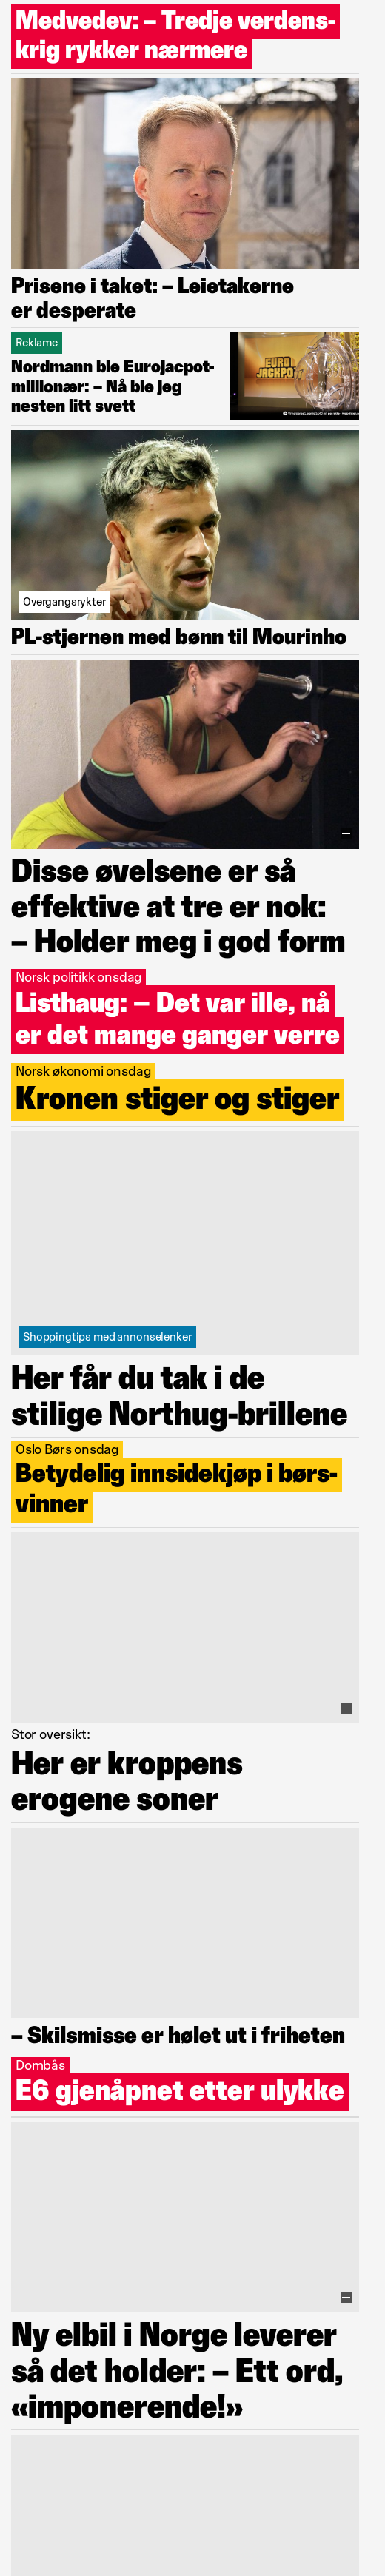 Medvedev: – Tredje verdens-
krig rykker nærmere
Prisene i taket: – Leietakerne
er desperate
Reklame
Nordmann ble Eurojacpot-
millionær: – Nå ble jeg
nesten litt svett
EURO
JACKPOT
Overgangsrykter
PL-stjernen med bønn til Mourinho
Disse øvelsene er så
effektive at tre er nok:
– Holder meg i god form
Norsk politikk onsdag
Listhaug: – Det var ille, nå
er det mange ganger verre
Norsk økonomi onsdag
Kronen stiger og stiger
Shoppingtips med annonselenker
Her får du tak i de
stilige Northug-brillene
Oslo Børs onsdag
Betydelig innsidekjøp i børs-
vinner
Stor oversikt:
Her er kroppens
erogene soner
– Skilsmisse er hølet ut i friheten
Dombås
E6 gjenåpnet etter ulykke
Ny elbil i Norge leverer
så det holder: – Ett ord,
«imponerende!»